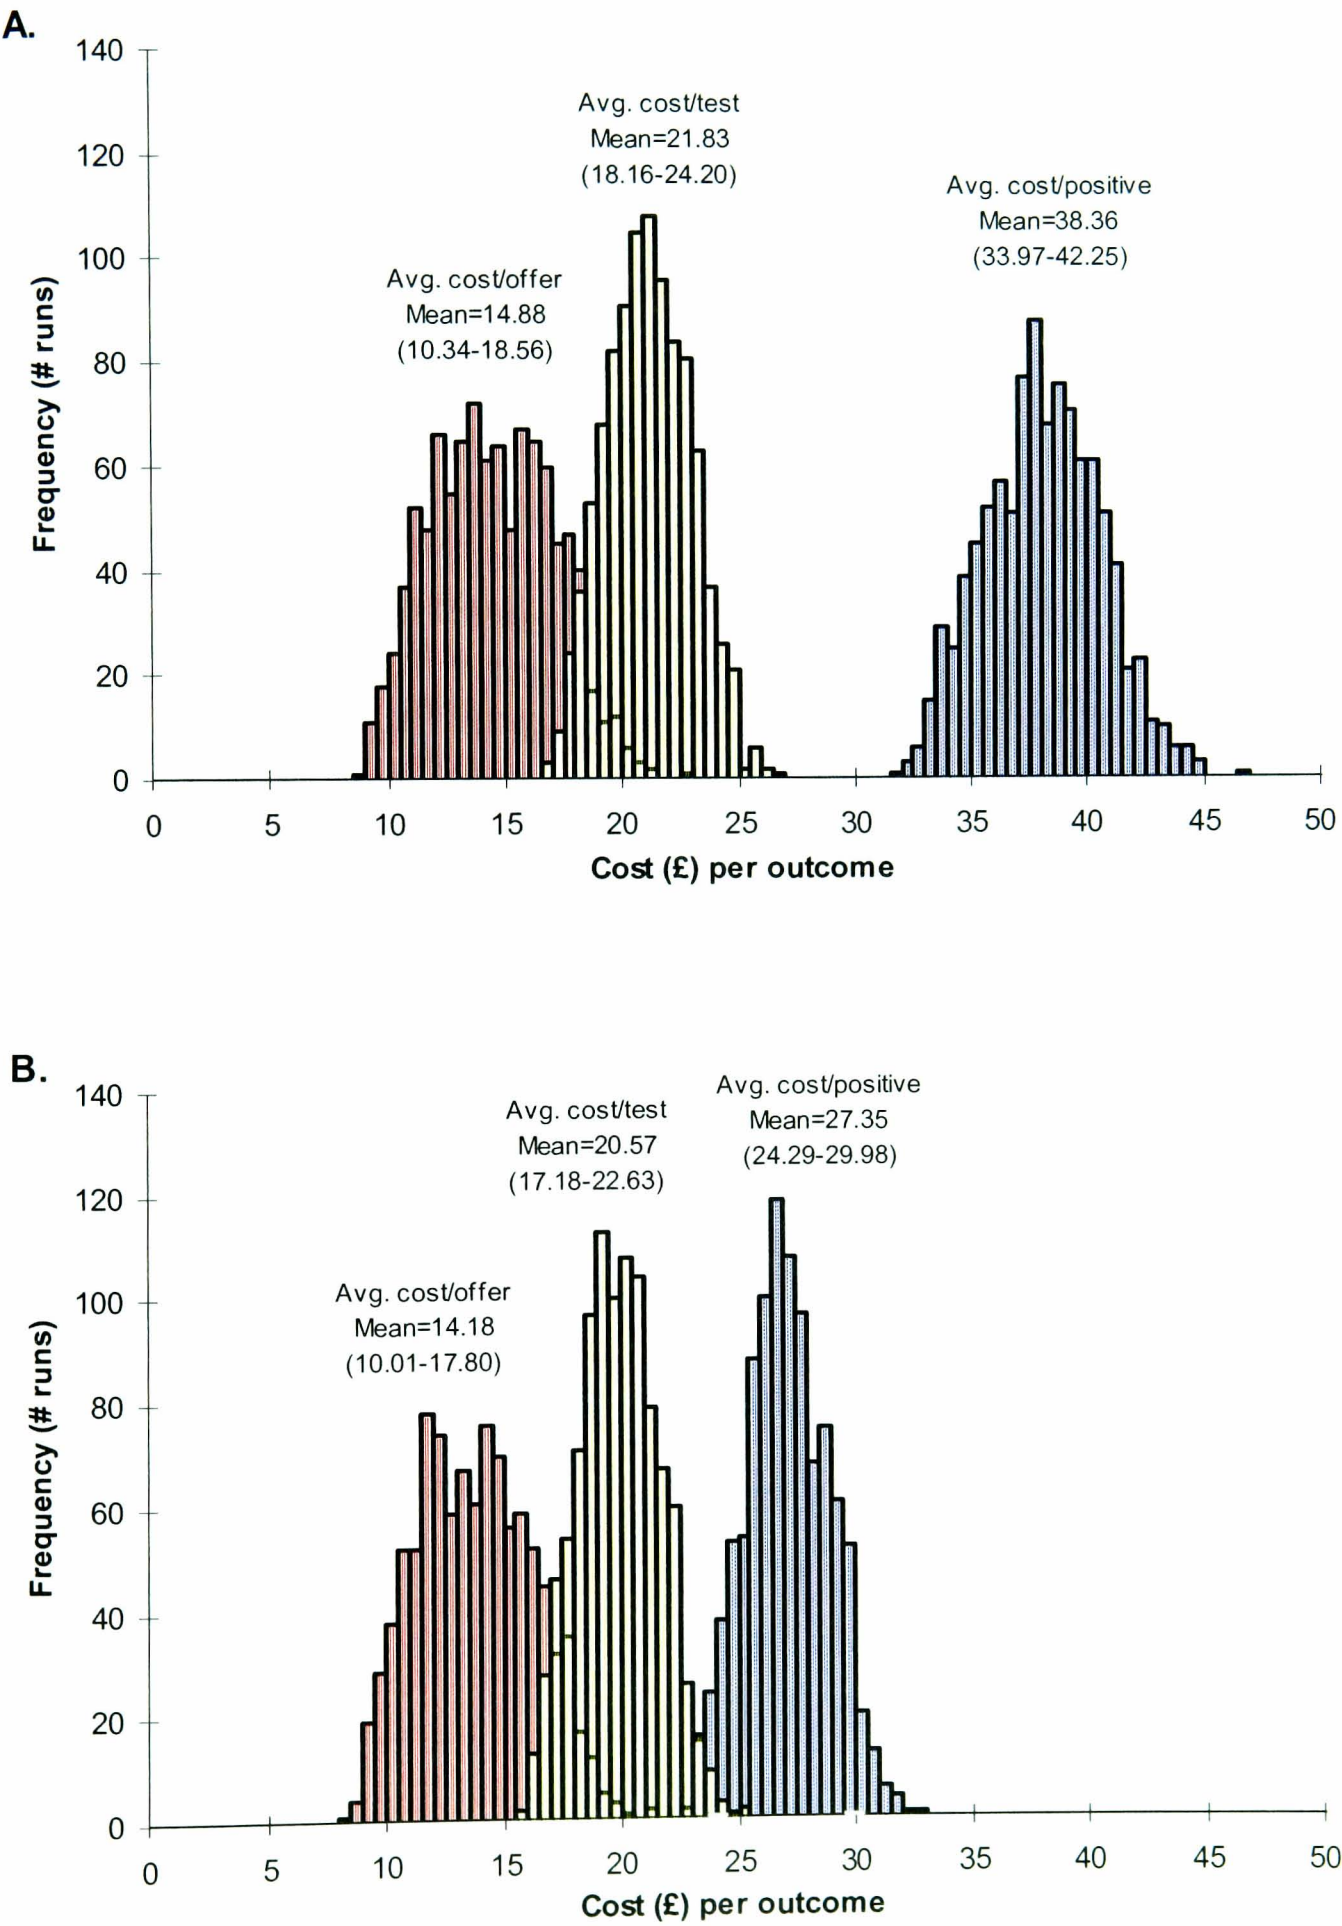 A.
140
120
100
80
60
40
20
0
Frequency (# runs)
Avg. cost/offer
Mean=14.88
(10.34-18.56)
Avg. cost/test
Mean=21.83
(18.16-24.20)
Avg. cost/positive
Mean=38.36
(33.97-42.25)
0 5 10 15 20 25 30 35 40 45 50
Cost (£) per outcome
B.
140
120
100
80
60
40
20
0
Frequency (# runs)
Avg. cost/offer
Mean=14.18
(10.01-17.80)
Avg. cost/test
Mean=20.57
(17.18-22.63)
Avg. cost/positive
Mean=27.35
(24.29-29.98)
0 5 10 15 20 25 30 35 40 45 50
Cost (£) per outcome